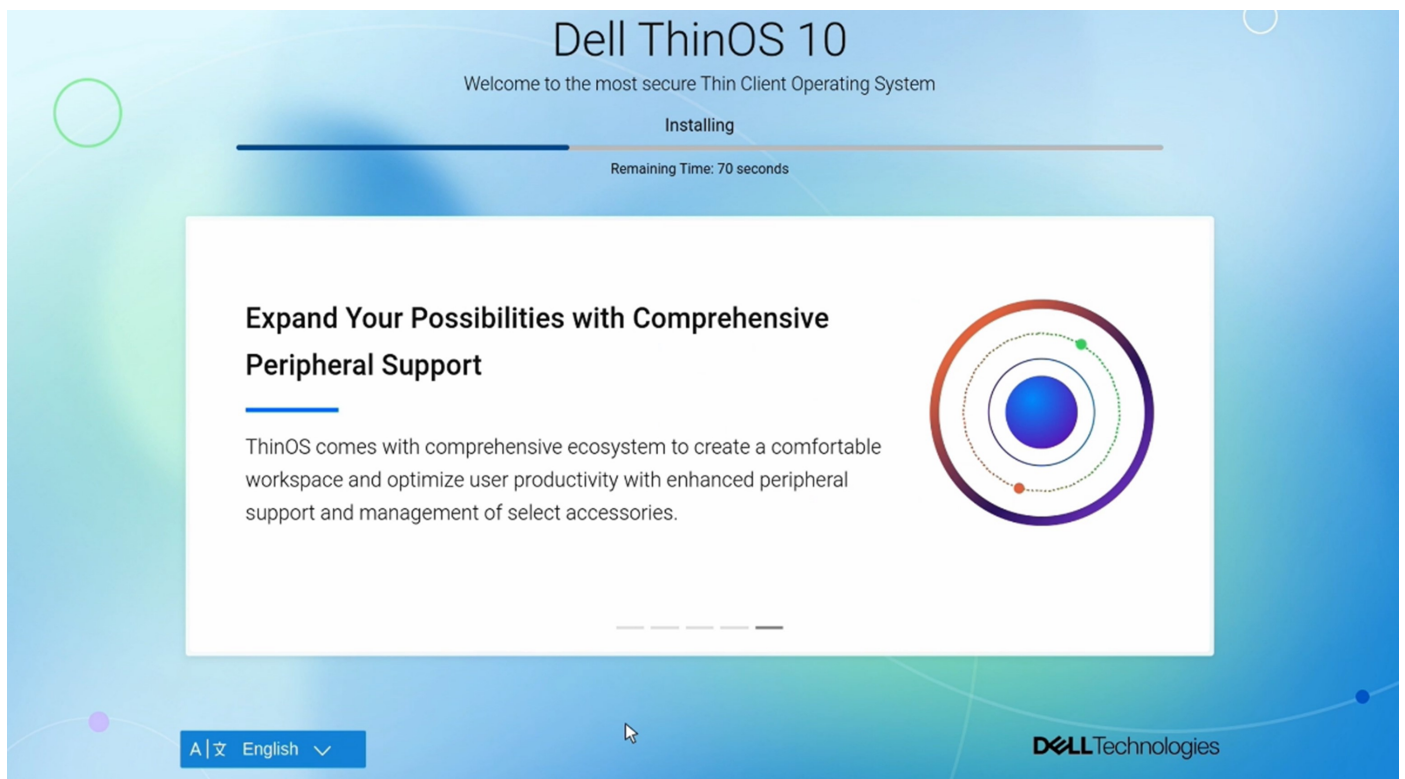 Dell ThinOS 10
Welcome to the most secure Thin Client Operating System
Installing
Remaining Time: 70 seconds
Expand Your Possibilities with Comprehensive
Peripheral Support
ThinOS comes with comprehensive ecosystem to create a comfortable
workspace and optimize user productivity with enhanced peripheral
support and management of select accessories.
A|文 English
DELLTechnologies